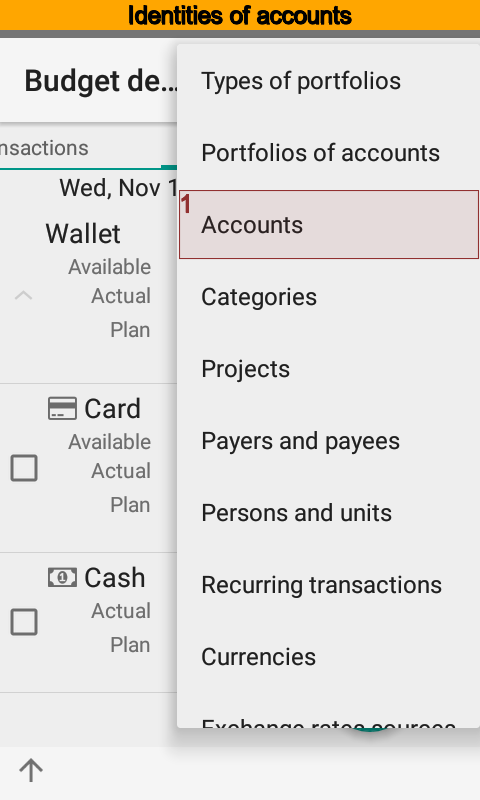 Identities of accounts
Budget de...
nsactions
Wed, Nov 1
Wallet
Available
Actual
Plan
Card
Available
Actual
Plan
Cash
Actual
Plan
Types of portfolios
Portfolios of accounts
1
Accounts
Categories
Projects
Payers and payees
Persons and units
Recurring transactions
Currencies
Exchange rates sources